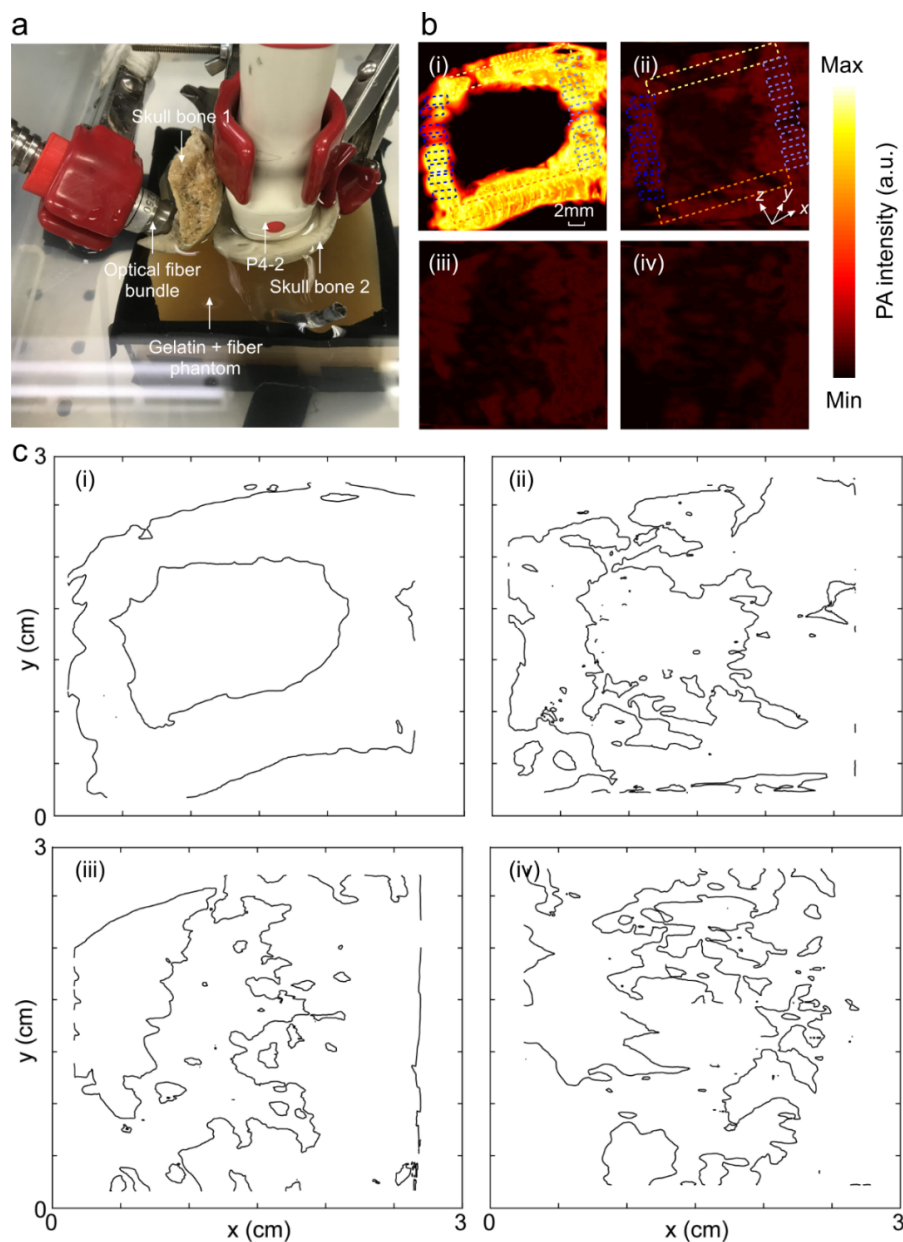 a
Skull bone 1
Optical fiber
bundle
P4-2
Skull bone 2
Gelatin + fiber
phantom
b
(i)
(ii)
2mm
z
y
x
(iii)
(iv)
Max
PA intensity (a.u.)
Min
c
3
(i)
(ii)
y (cm)
0
3
(iii)
(iv)
y (cm)
0
0
3
0
3
x (cm)
x (cm)